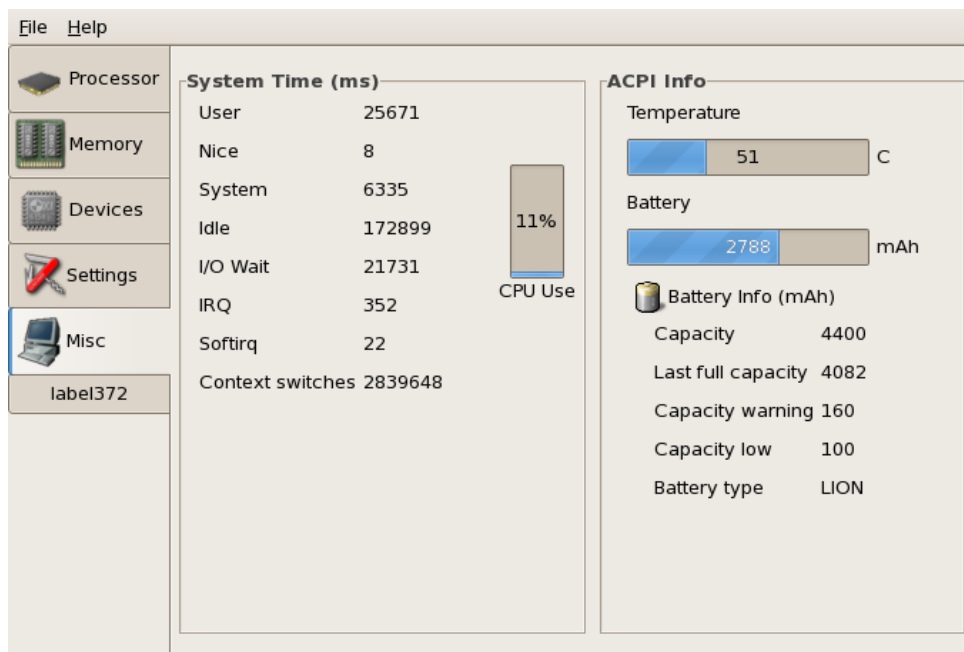 File Help
Processor
Memory
Devices
Settings
Misc
label372
System Time (ms)
User 25671
Nice 8
System 6335
Idle 172899
I/O Wait 21731
IRQ 352
Softirq 22
Context switches 2839648
11%
CPU Use
ACPI Info
Temperature
51 C
Battery
2788 mAh
Battery Info (mAh)
Capacity 4400
Last full capacity 4082
Capacity warning 160
Capacity low 100
Battery type LION